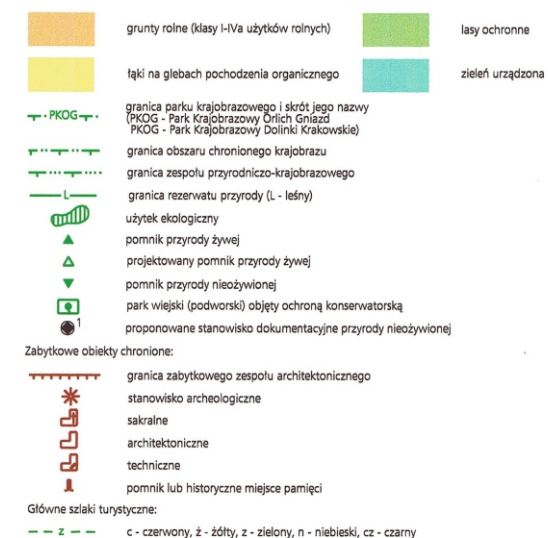 grunty rolne (klasy I-IVa użytków rolnych)
lasy ochronne
łąki na glebach pochodzenia organicznego
zieleń urządzona
PKOG
granica parku krajobrazowego i skrót jego nazwy
(PKOG - Park Krajobrazowy Orlich Gniazd
PKOG - Park Krajobrazowy Dolinki Krakowskie)
granica obszaru chronionego krajobrazu
granica zespołu przyrodniczo-krajobrazowego
L
granica rezerwatu przyrody (L - leśny)
użytek ekologiczny
pomnik przyrody żywej
projektowany pomnik przyrody żywej
pomnik przyrody nieożywionej
park wiejski (podworski) objęty ochroną konserwatorską
1
proponowane stanowisko dokumentacyjne przyrody nieożywionej
Zabytkowe obiekty chronione:
granica zabytkowego zespołu architektonicznego
stanowisko archeologiczne
sakralne
architektoniczne
techniczne
pomnik lub historyczne miejsce pamięci
Główne szlaki turystyczne:
z
c - czerwony, ż - żółty, z - zielony, n - niebieski, cz - czarny